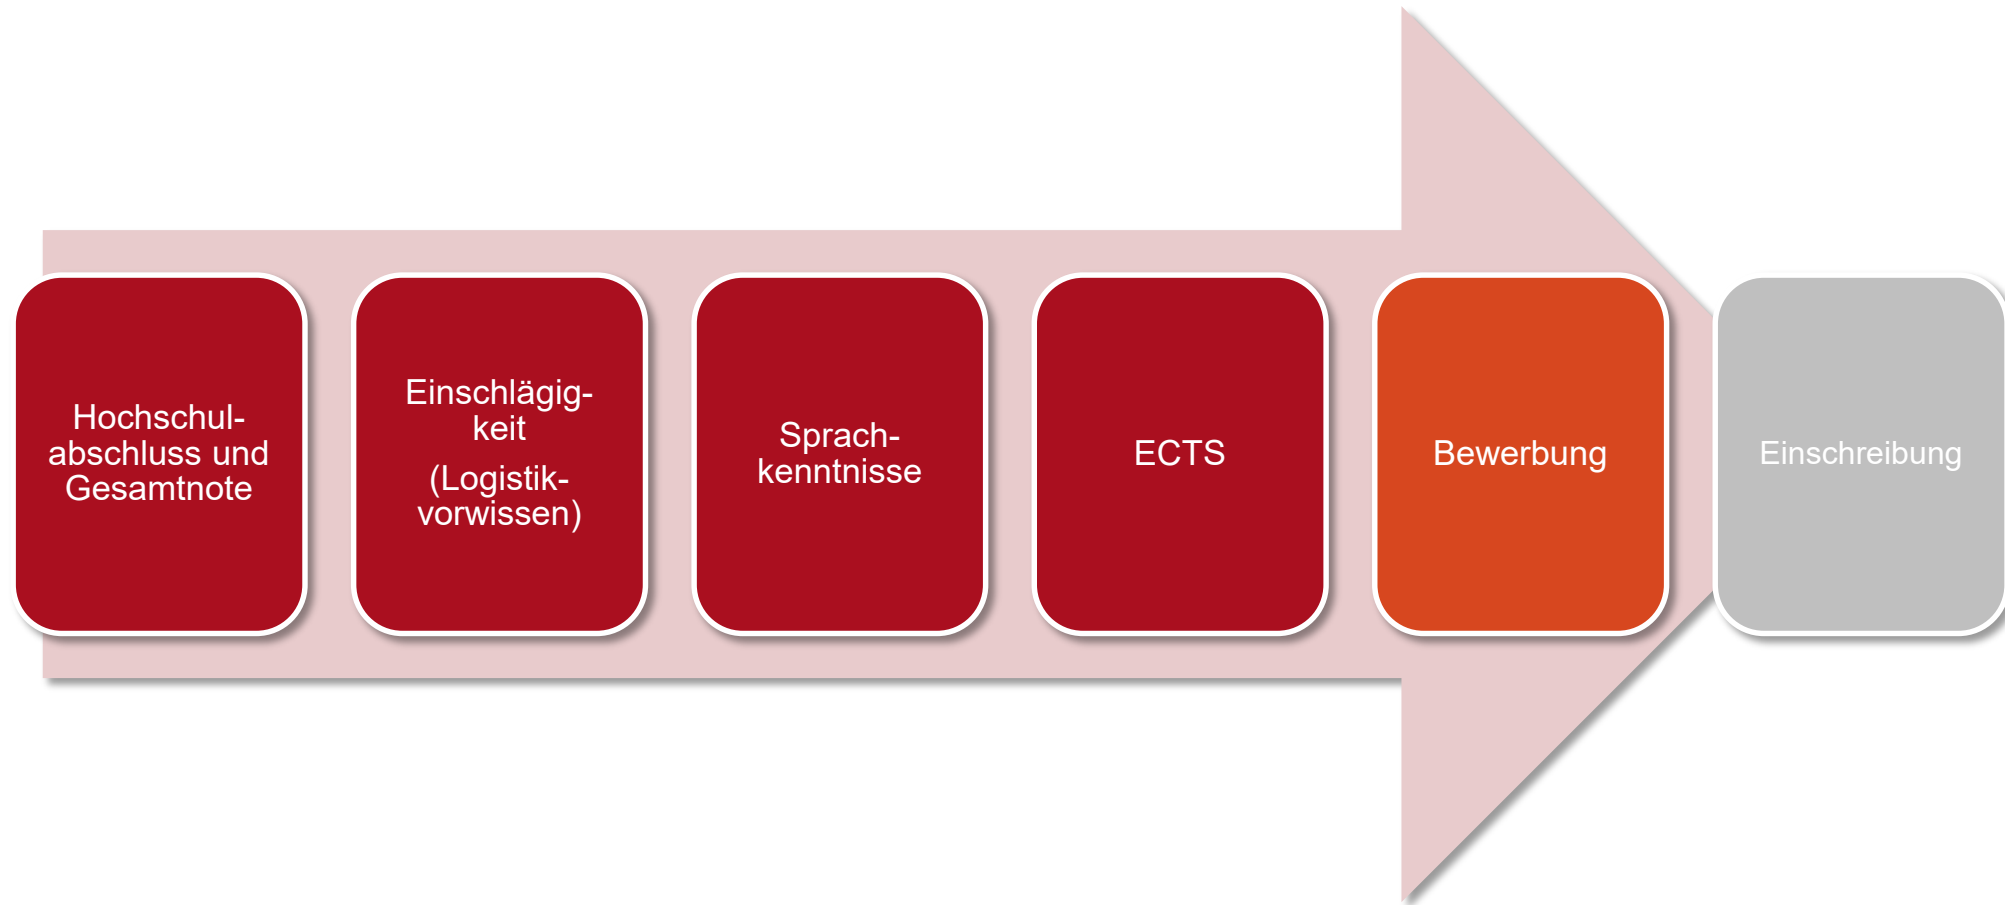 Hochschul-
abschluss und
Gesamtnote
Einschlägig-
keit
(Logistik-
vorwissen)
Sprach-
kenntnisse
ECTS
Bewerbung
Einschreibung